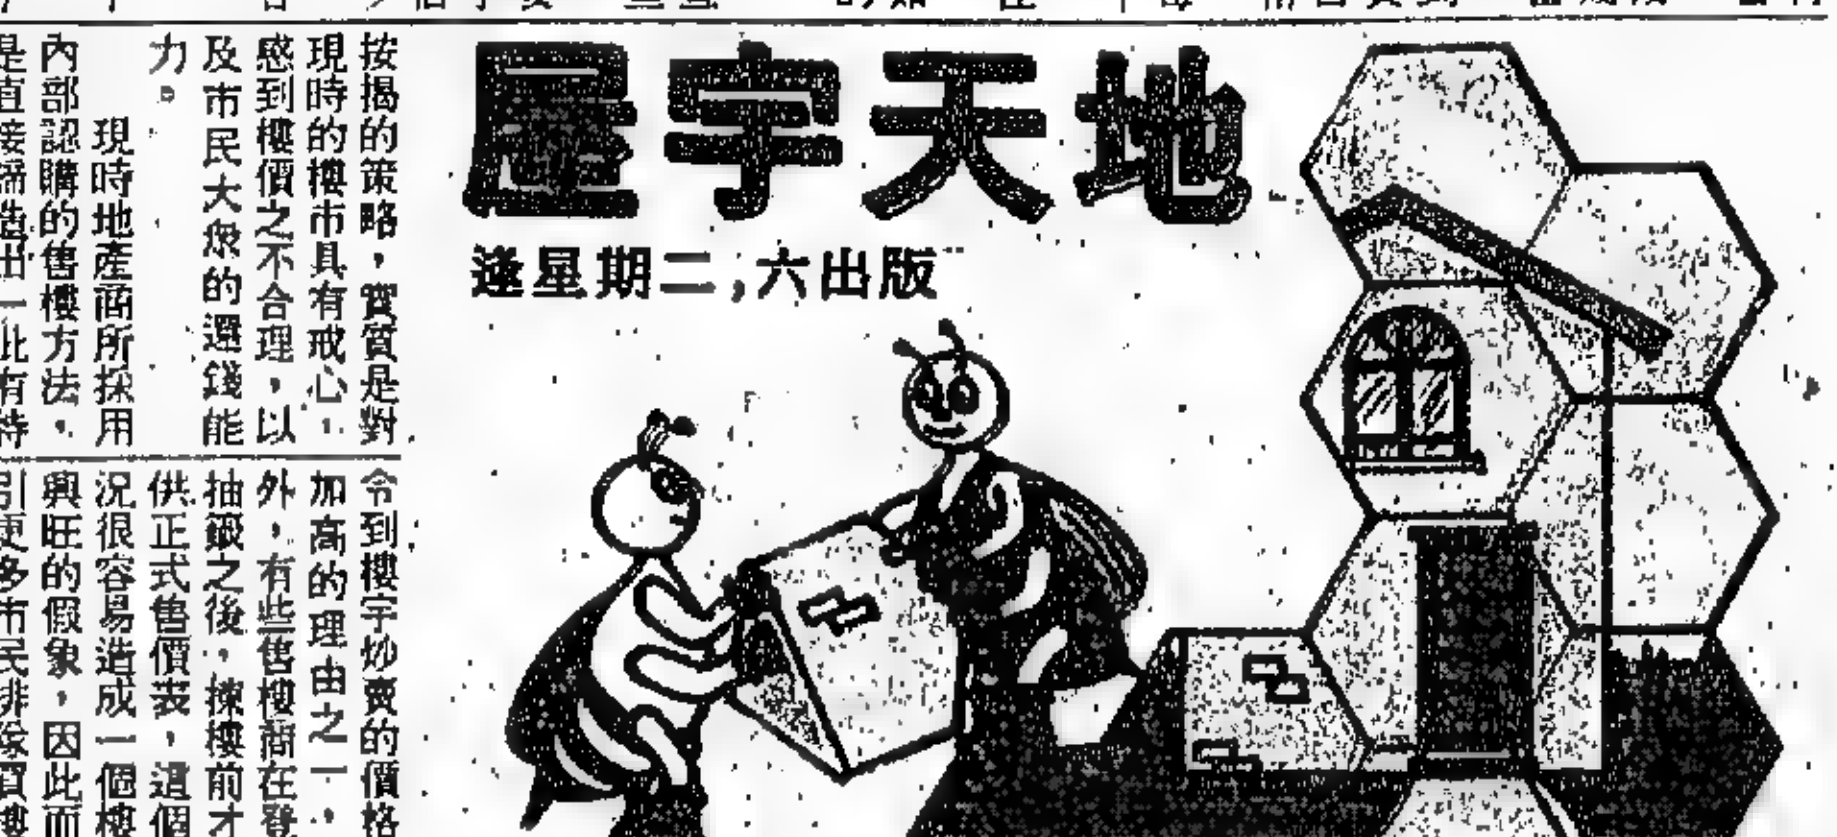 屋宇天地
逢星期二,六出版
按揭的策略，實質是對
現時的樓市具有戒心，
感到樓價之不合理，以
及市民大眾的還錢能
力。
現時地產商所採用
內部認購的售樓方法，
是直接締造出一些有待
令到樓宇炒賣的價格
加高的理由之一，
外，有些售樓商在登
抽籤之後，揀樓前才
供正式售價表，這個
況很容易造成一個樓
興旺的假象，因此而
引更多市民排隊買樓